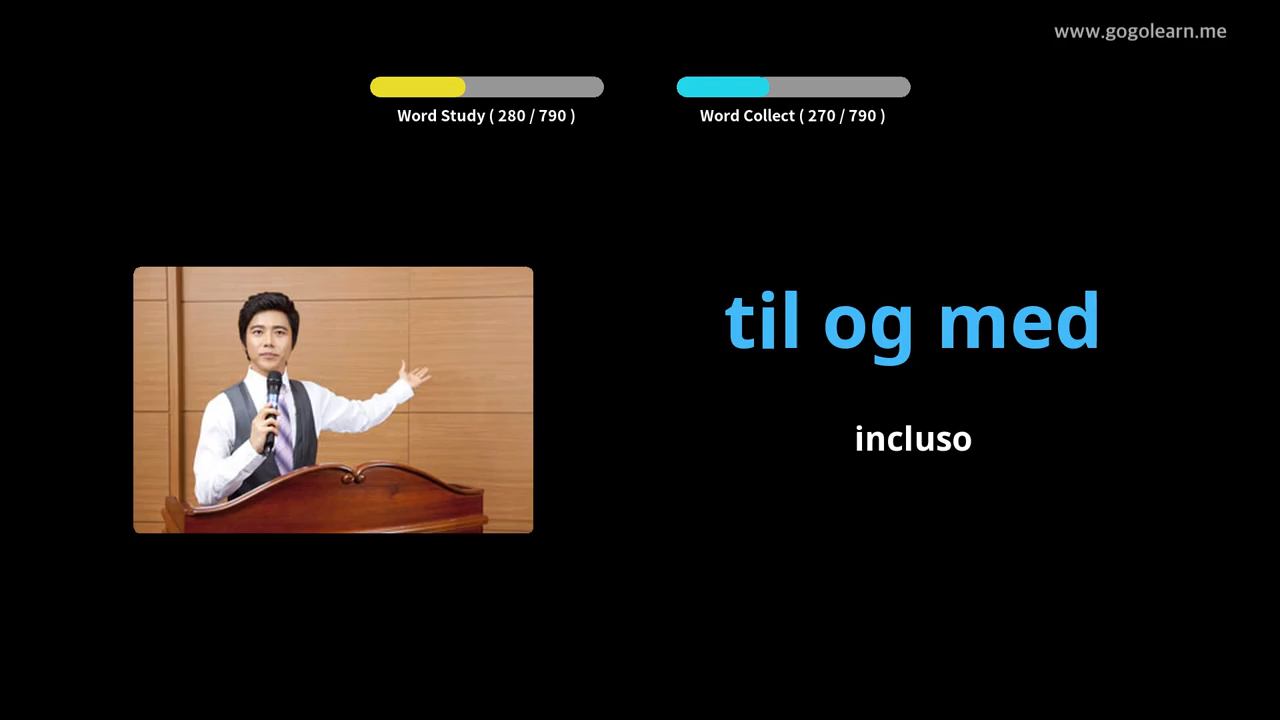 www.gogolearn.me
Word Study ( 280 / 790 )
Word Collect ( 270 / 790 )
til og med
incluso